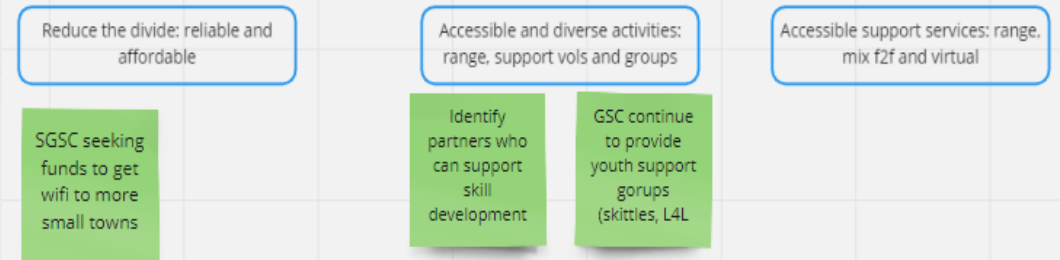 Reduce the divide: reliable and
affordable
Accessible and diverse activities:
range, support vols and groups
Accessible support services: range,
mix f2f and virtual
SGSC seeking
funds to get
wifi to more
small towns
Identify
partners who
can support
skill
development
GSC continue
to provide
youth support
gorups
(skittles, L4L